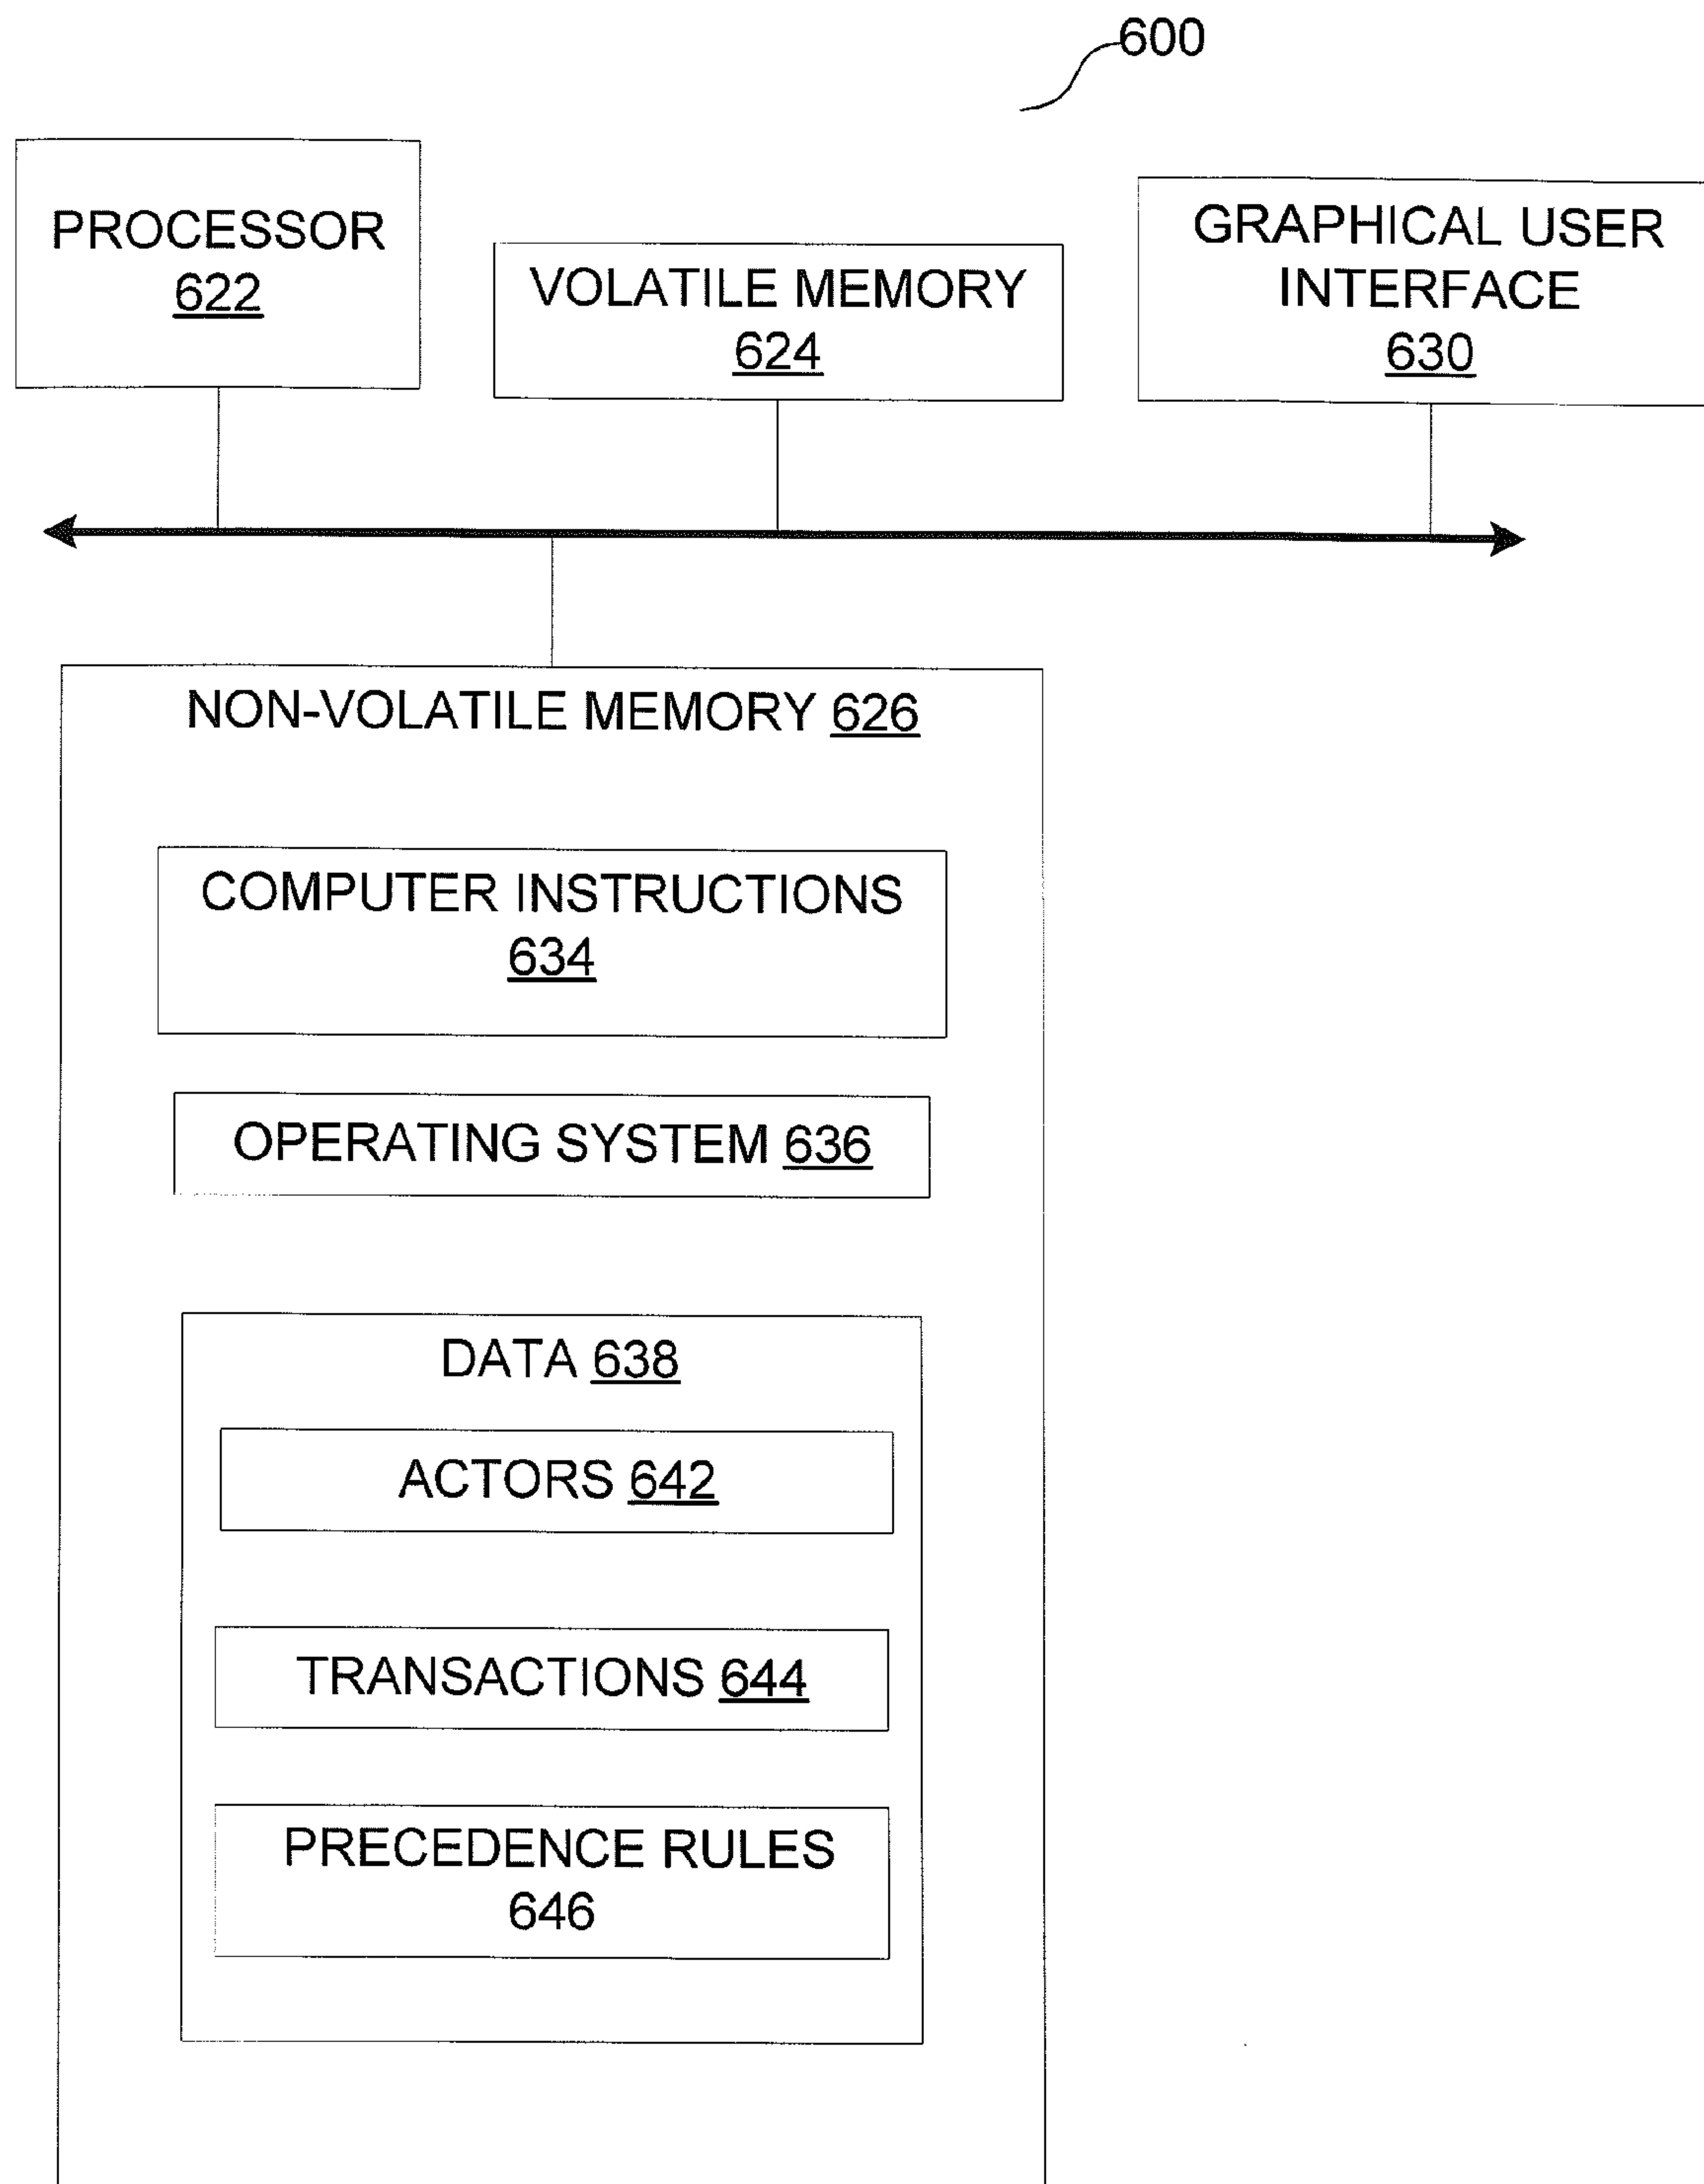 600
PROCESSOR
622
VOLATILE MEMORY
624
GRAPHICAL USER
INTERFACE
630
NON-VOLATILE MEMORY 626
COMPUTER INSTRUCTIONS
634
OPERATING SYSTEM 636
DATA 638
ACTORS 642
TRANSACTIONS 644
PRECEDENCE RULES
646